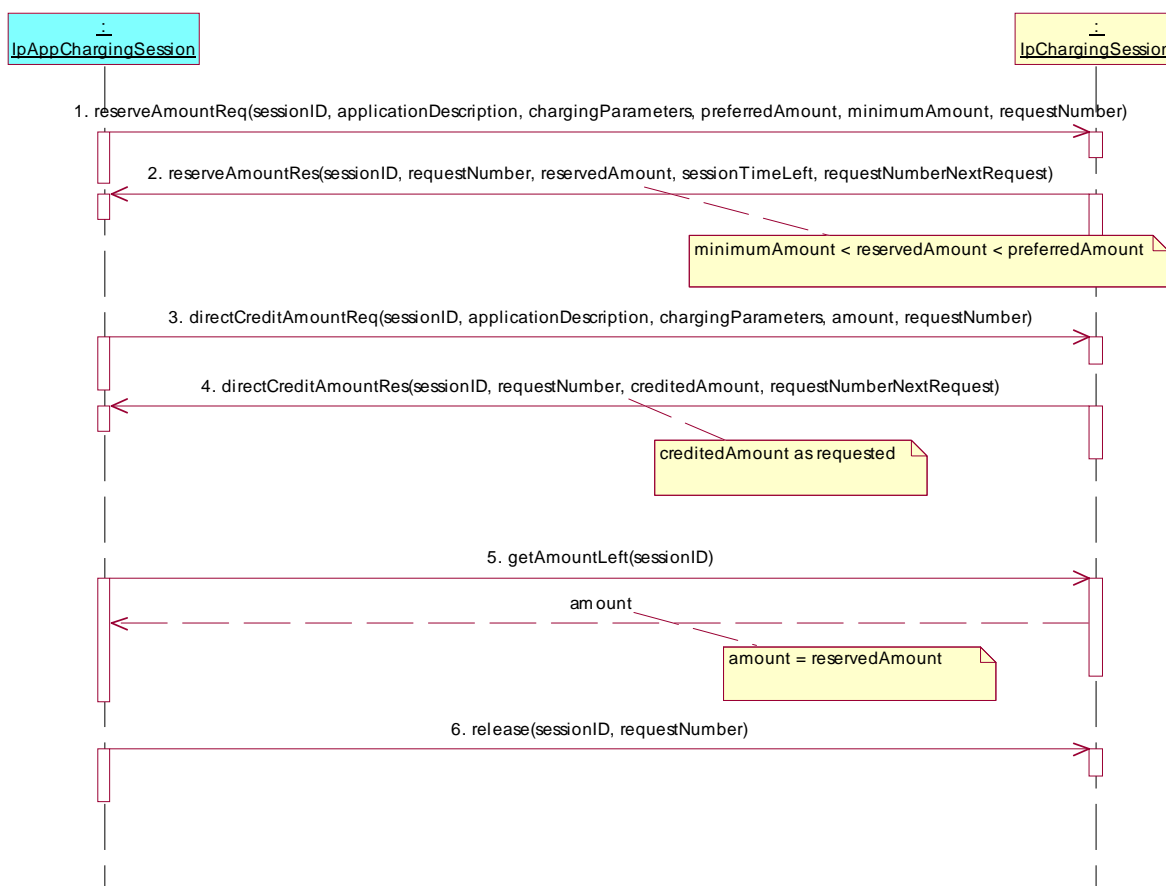 :
IpAppChargingSession
:
IpChargingSession
1. reserveAmountReq(sessionID, applicationDescription, chargingParameters, preferredAmount, minimumAmount, requestNumber)
2. reserveAmountRes(sessionID, requestNumber, reservedAmount, sessionTimeLeft, requestNumberNextRequest)
minimumAmount < reservedAmount < preferredAmount
3. directCreditAmountReq(sessionID, applicationDescription, chargingParameters, amount, requestNumber)
4. directCreditAmountRes(sessionID, requestNumber, creditedAmount, requestNumberNextRequest)
creditedAmount as requested
5. getAmountLeft(sessionID)
amount
amount = reservedAmount
6. release(sessionID, requestNumber)